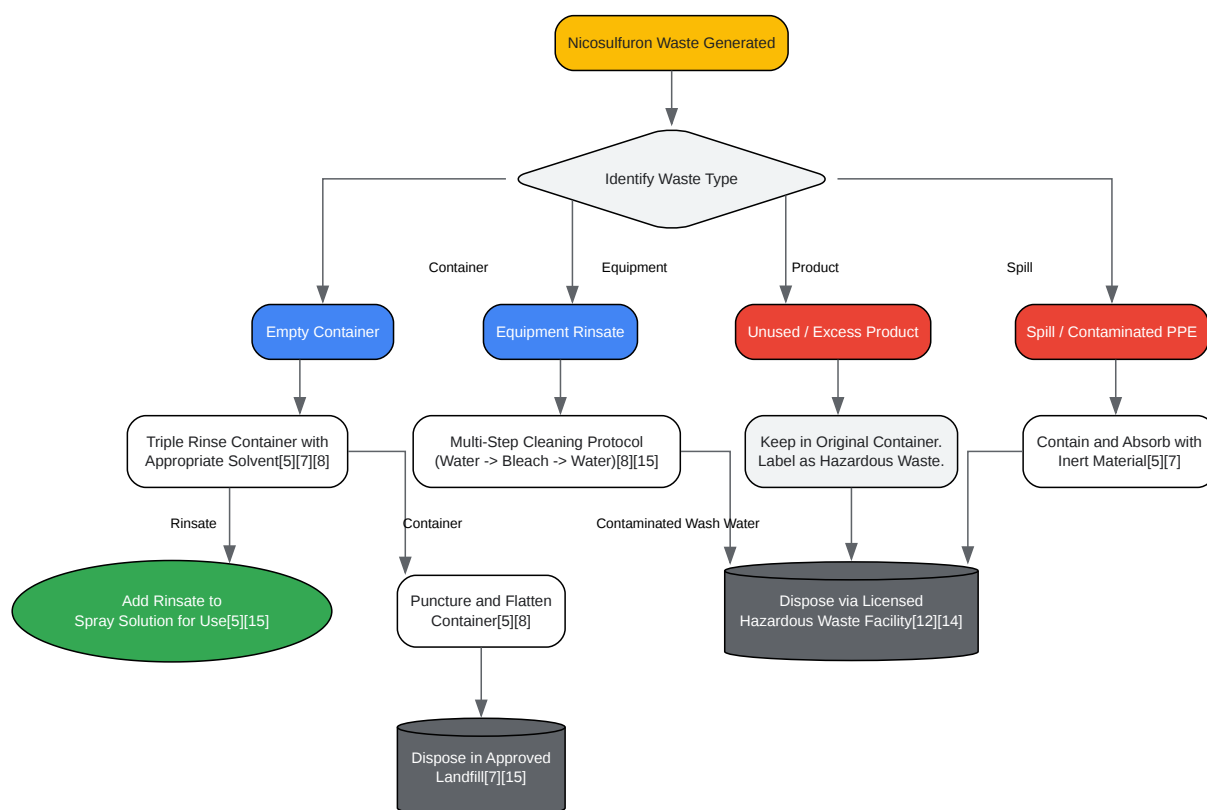 Nicosulfuron Waste Generated
Identify Waste Type
Container
Equipment
Product
Spill
Empty Container
Equipment Rinsate
Unused / Excess Product
Spill / Contaminated PPE
Triple Rinse Container with
Appropriate Solvent[5][7][8]
Multi-Step Cleaning Protocol
(Water -> Bleach -> Water)[8][15]
Keep in Original Container.
Label as Hazardous Waste.
Contain and Absorb with
Inert Material[5][7]
Rinsate
Container
Contaminated Wash Water
Add Rinsate to
Spray Solution for Use[5][15]
Puncture and Flatten
Container[5][8]
Dispose via Licensed
Hazardous Waste Facility[12][14]
Dispose in Approved
Landfill[7][15]